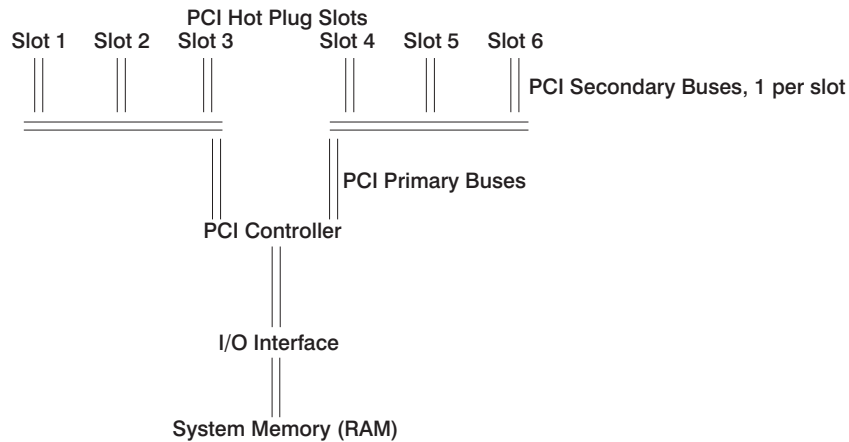 PCI Hot Plug Slots
Slot 1 Slot 2 Slot 3 Slot 4 Slot 5 Slot 6
PCI Secondary Buses, 1 per slot
PCI Primary Buses
PCI Controller
I/O Interface
System Memory (RAM)